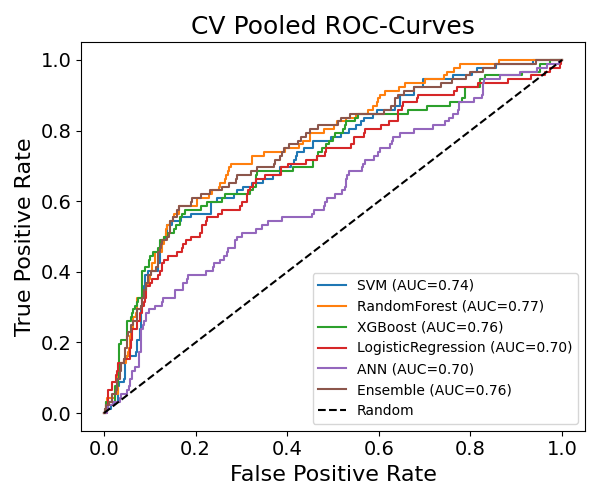 CV Pooled ROC-Curves
True Positive Rate
1.0
0.8
0.6
0.4
0.2
0.0
SVM (AUC=0.74)
RandomForest (AUC=0.77)
XGBoost (AUC=0.76)
LogisticRegression (AUC=0.70)
ANN (AUC=0.70)
Ensemble (AUC=0.76)
Random
0.0 0.2 0.4 0.6 0.8 1.0
False Positive Rate